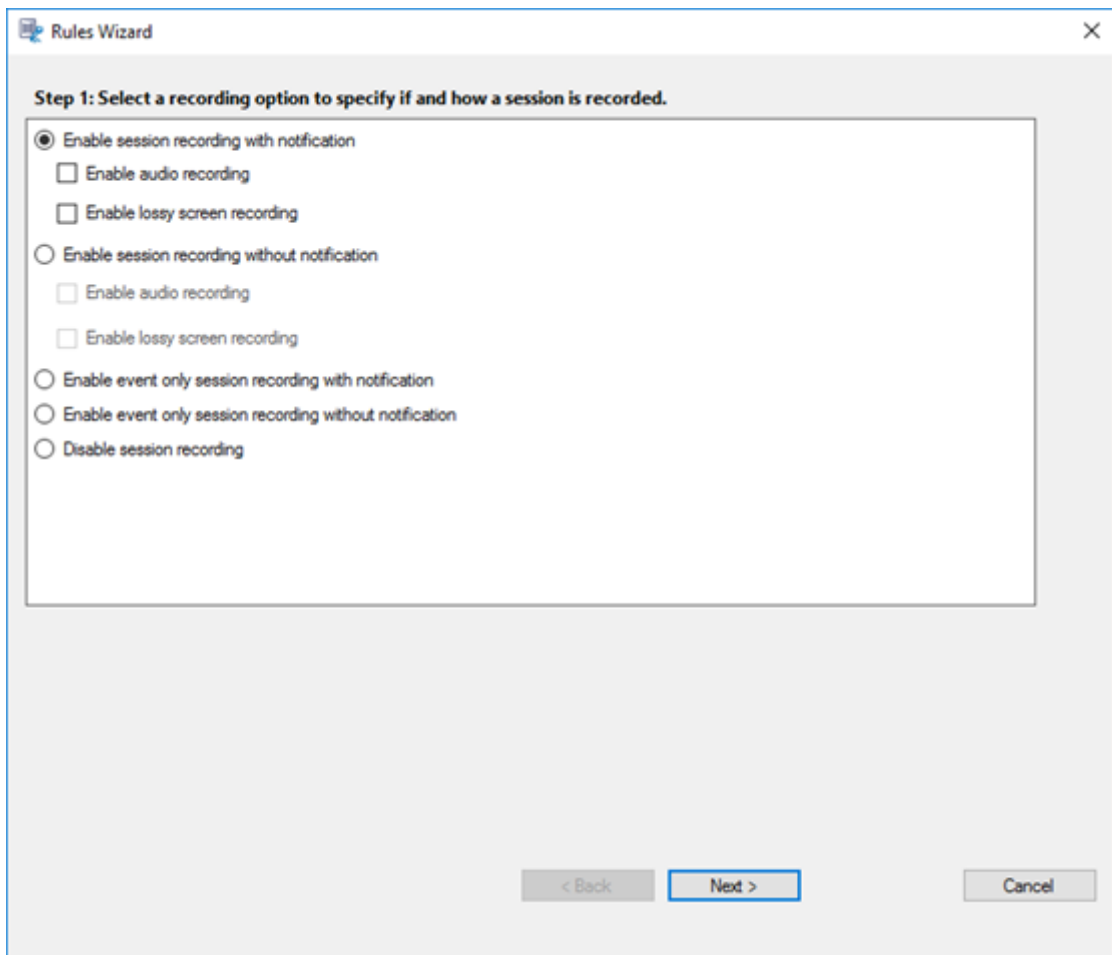 Rules Wizard
Step 1: Select a recording option to specify if and how a session is recorded.
Enable session recording with notification
Enable audio recording
Enable lossy screen recording
Enable session recording without notification
Enable audio recording
Enable lossy screen recording
Enable event only session recording with notification
Enable event only session recording without notification
Disable session recording
< Back
Next >
Cancel